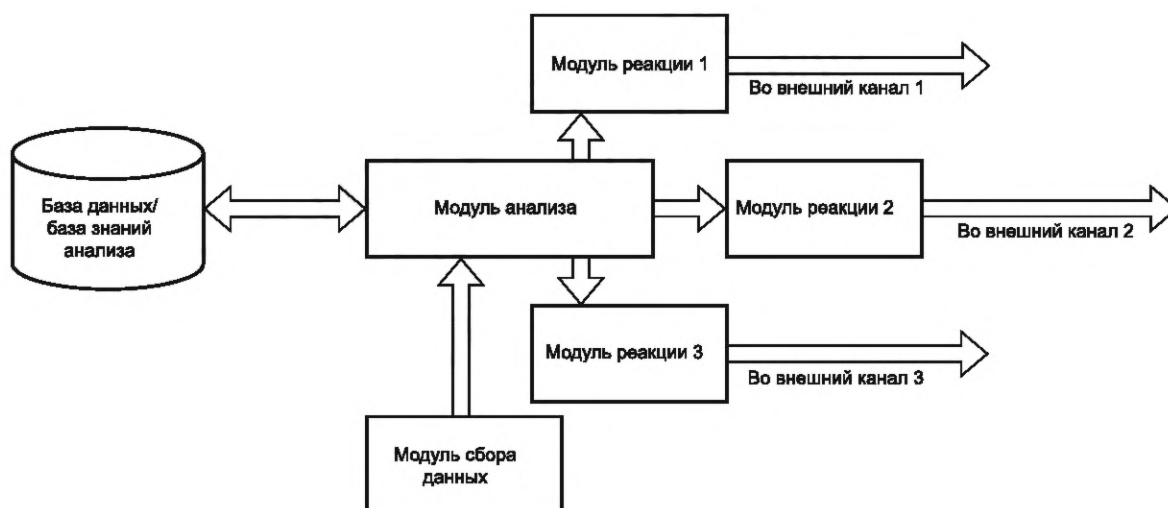 Модуль реакции 1
Во внешний канал 1
База данных/
база знаний
анализа
Модуль анализа
Модуль реакции 2
Во внешний канал 2
Модуль реакции 3
Во внешний канал 3
Модуль сбора
данных